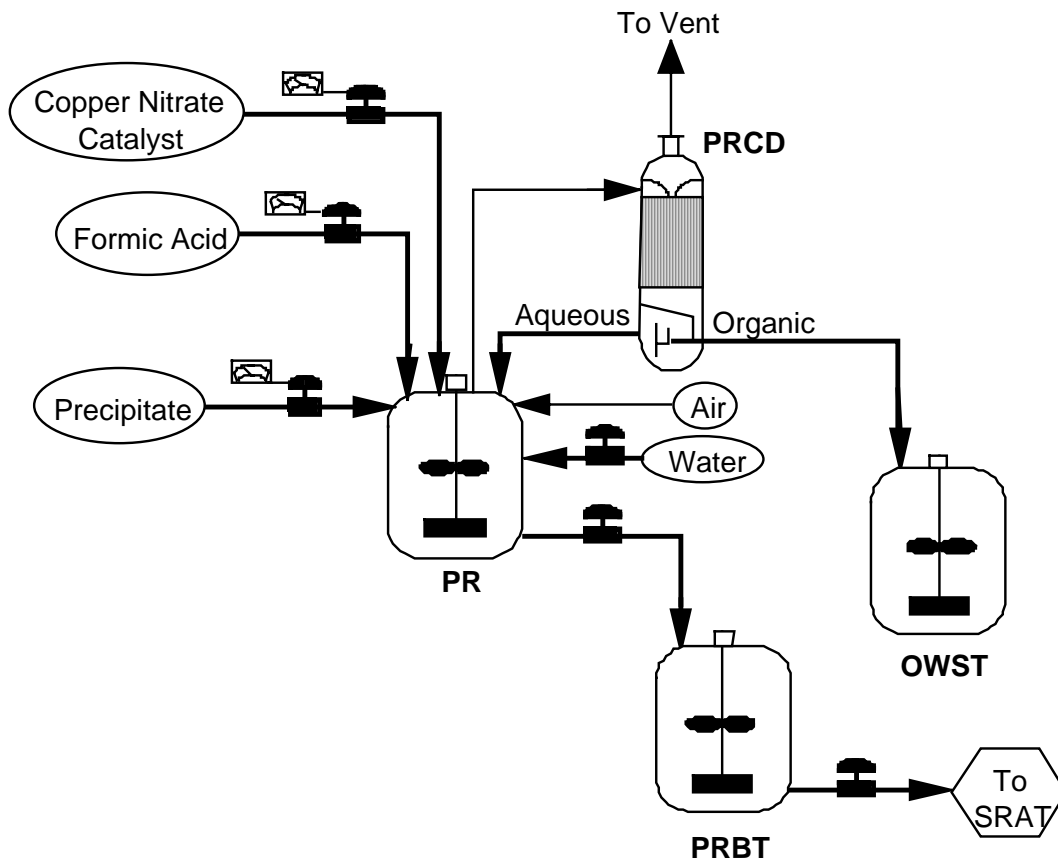 To Vent
Copper Nitrate
Catalyst
PRCD
Formic Acid
Aqueous
Organic
Precipitate
Air
Water
PR
OWST
To
SRAT
PRBT